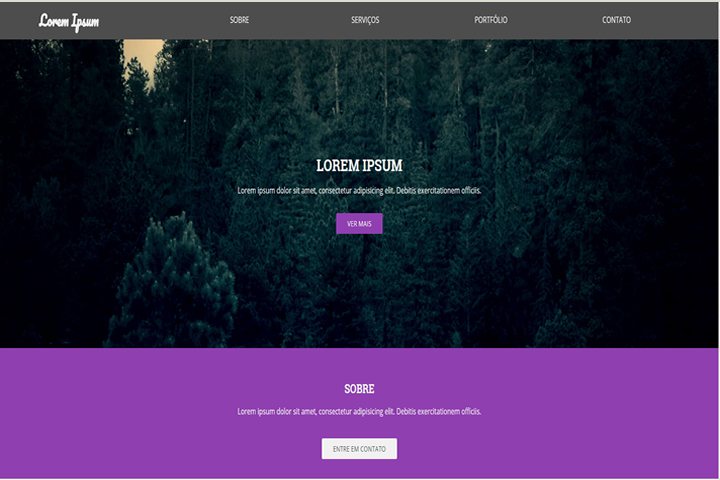 Lorem Ipsum
SOBRE
SERVIÇOS
PORTFÓLIO
CONTATO
LOREM IPSUM
Lorem ipsum dolor sit amet, consectetur adipisicing elit. Debitis exercitationem officiis.
VER MAIS
SOBRE
Lorem ipsum dolor sit amet, consectetur adipisicing elit. Debitis exercitationem officiis.
ENTRE EM CONTATO